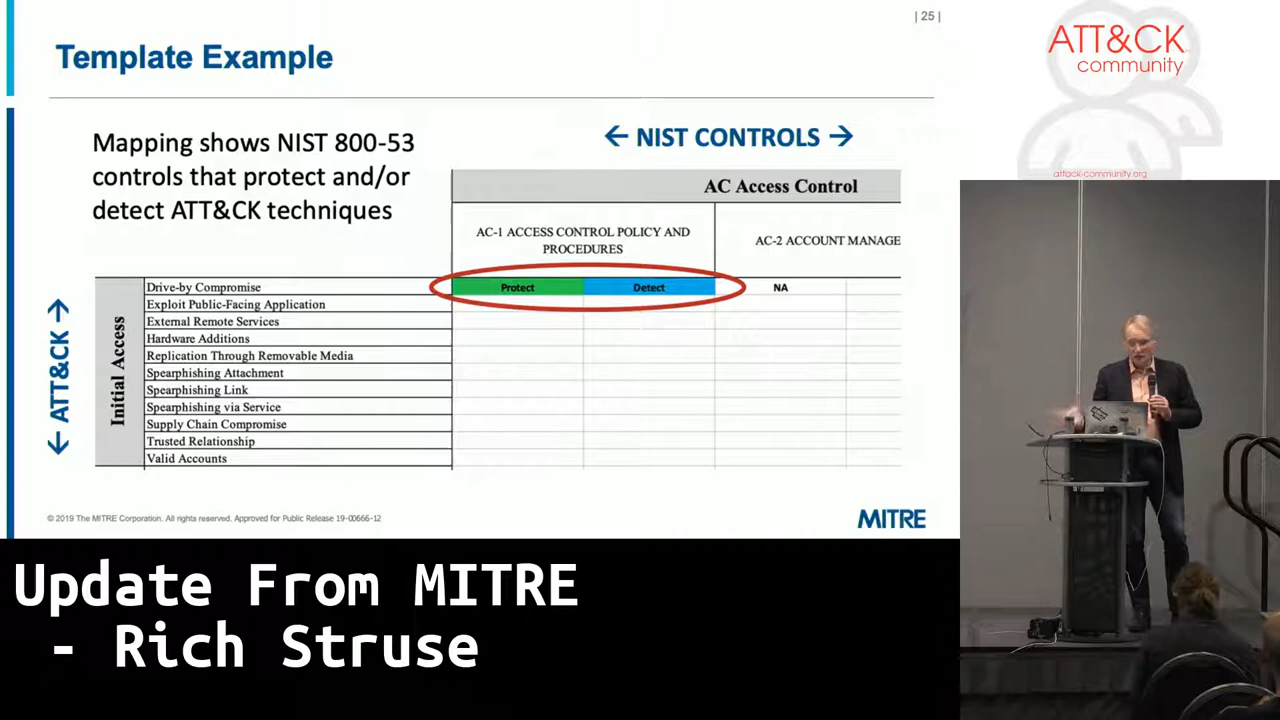 | 25 |
Template Example
Mapping shows NIST 800-53
controls that protect and/or
detect ATT&CK techniques
← NIST CONTROLS →
AC Access Control
AC-1 ACCESS CONTROL POLICY AND
PROCEDURES
AC-2 ACCOUNT MANAGE
← ATT&CK →
Initial Access
Drive-by Compromise
Protect
Detect
NA
Exploit Public-Facing Application
External Remote Services
Hardware Additions
Replication Through Removable Media
Spearphishing Attachment
Spearphishing Link
Spearphishing via Service
Supply Chain Compromise
Trusted Relationship
Valid Accounts
© 2019 The MITRE Corporation. All rights reserved. Approved for Public Release 19-00666-12
MITRE
ATT&CK
community
attack-community.org
Update From MITRE
- Rich Struse